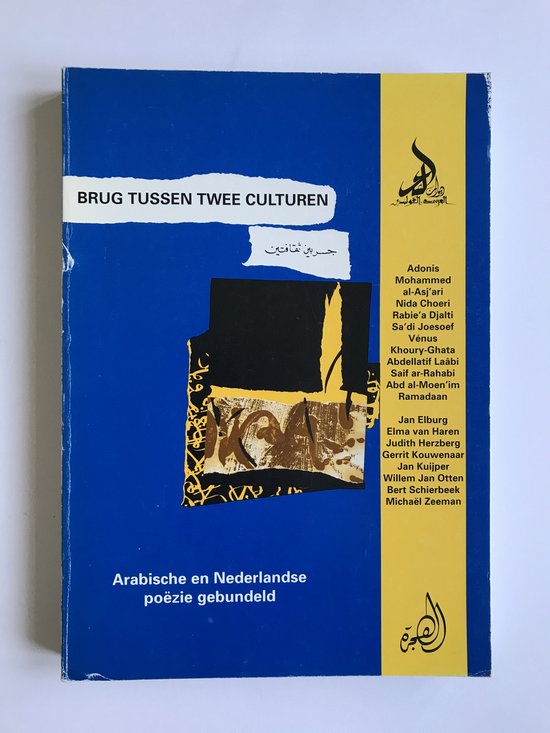 BRUG TUSSEN TWEE CULTUREN
جسر بين ثقافتين
Adonis
Mohammed
al-Asj'ari
Nida Choeri
Rabie'a Djalti
Sa'di Joesoef
Vénus
Khoury-Ghata
Abdellatif Laâbi
Saif ar-Rahabi
Abd al-Moen'im
Ramadaan
Jan Elburg
Elma van Haren
Judith Herzberg
Gerrit Kouwenaar
Jan Kuijper
Willem Jan Otten
Bert Schierbeek
Michaël Zeeman
Arabische en Nederlandse
poëzie gebundeld
الهجرة